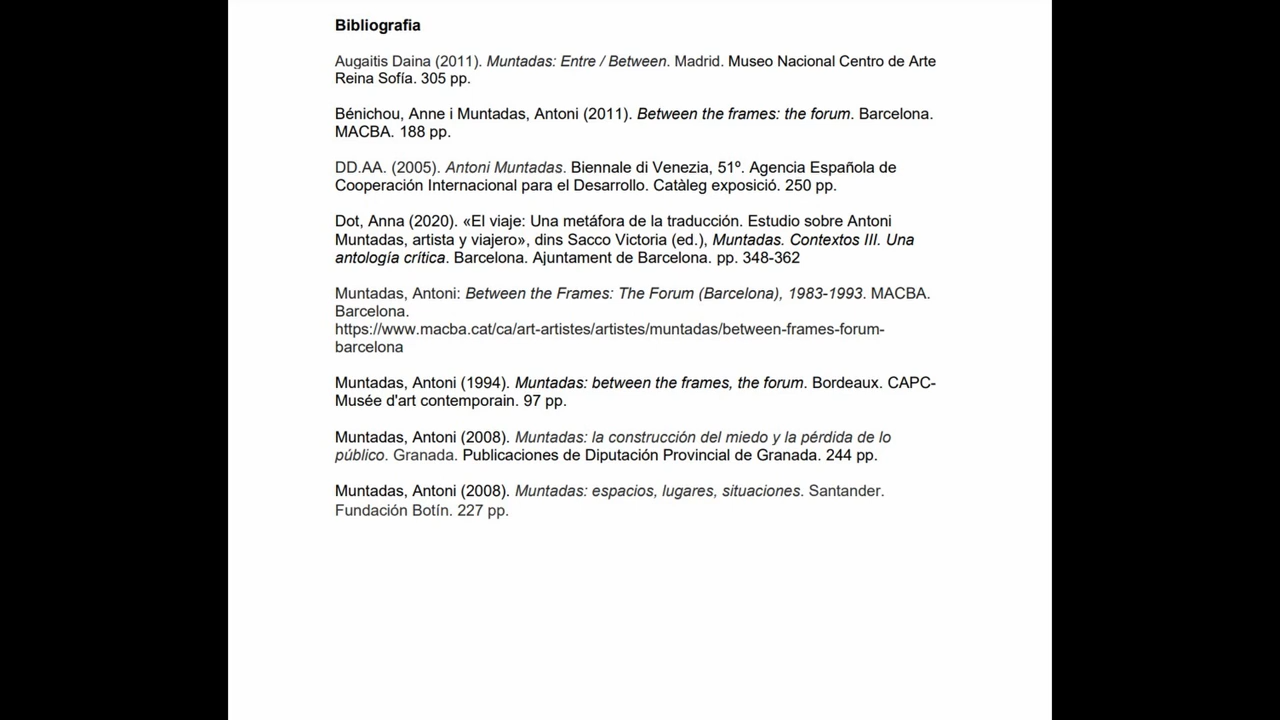 Bibliografia
Augaitis Daina (2011). Muntadas: Entre / Between. Madrid. Museo Nacional Centro de Arte
Reina Sofía. 305 pp.
Bénichou, Anne i Muntadas, Antoni (2011). Between the frames: the forum. Barcelona.
MACBA. 188 pp.
DD.AA. (2005). Antoni Muntadas. Biennale di Venezia, 51º. Agencia Española de
Cooperación Internacional para el Desarrollo. Catàleg exposició. 250 pp.
Dot, Anna (2020). «El viaje: Una metáfora de la traducción. Estudio sobre Antoni
Muntadas, artista y viajero», dins Sacco Victoria (ed.), Muntadas. Contextos III. Una
antología crítica. Barcelona. Ajuntament de Barcelona. pp. 348-362
Muntadas, Antoni: Between the Frames: The Forum (Barcelona), 1983-1993. MACBA.
Barcelona.
https://www.macba.cat/ca/art-artistes/artistes/muntadas/between-frames-forum-
barcelona
Muntadas, Antoni (1994). Muntadas: between the frames, the forum. Bordeaux. CAPC-
Musée d'art contemporain. 97 pp.
Muntadas, Antoni (2008). Muntadas: la construcción del miedo y la pérdida de lo
público. Granada. Publicaciones de Diputación Provincial de Granada. 244 pp.
Muntadas, Antoni (2008). Muntadas: espacios, lugares, situaciones. Santander.
Fundación Botín. 227 pp.